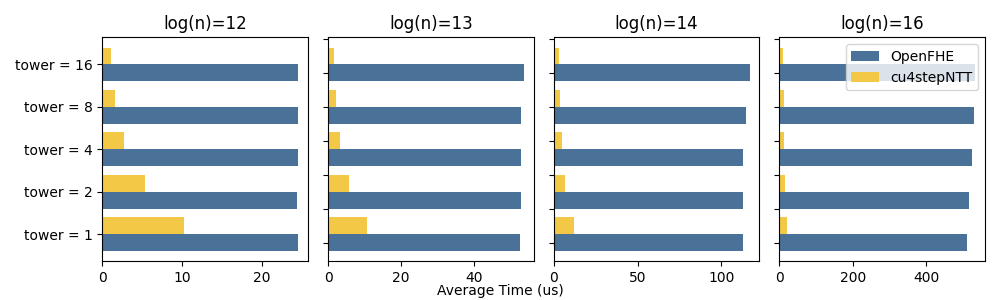 log(n)=12
log(n)=13
log(n)=14
log(n)=16
OpenFHE
cu4stepNTT
tower = 16
tower = 8
tower = 4
tower = 2
tower = 1
0 10 20
0 20 40
0 50 100
0 200 400
Average Time (us)